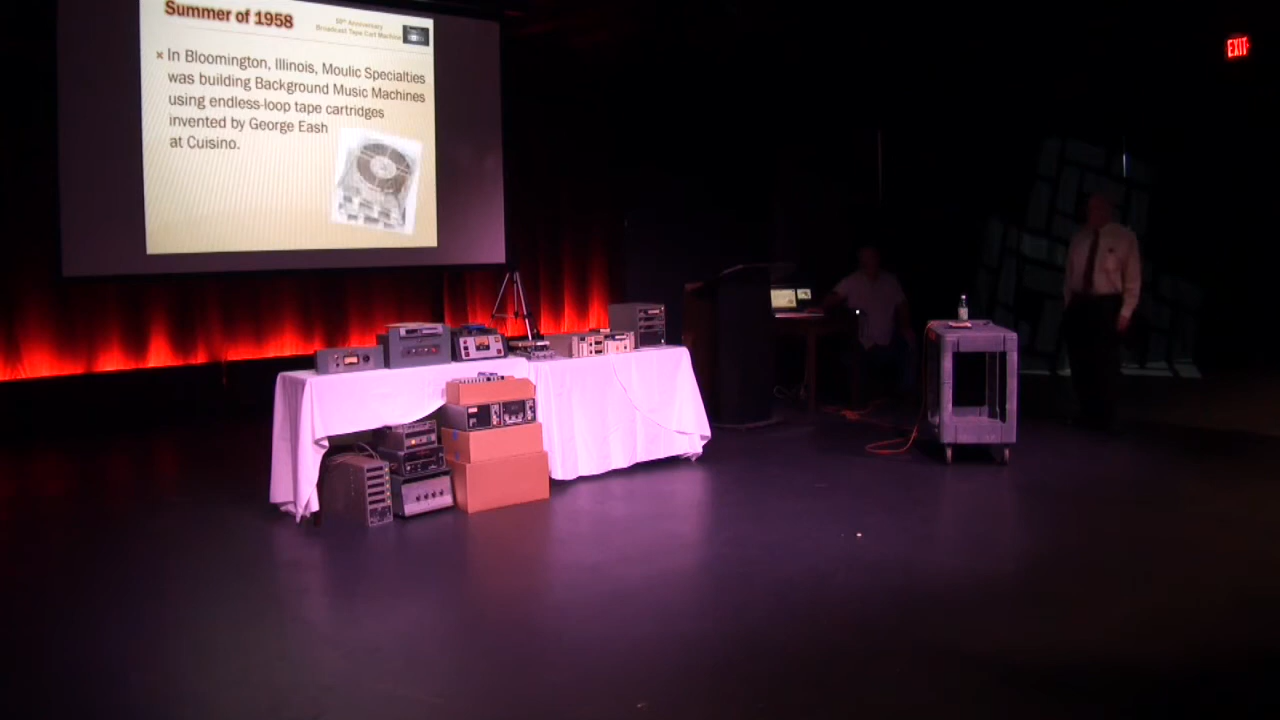 Summer of 1958
50th Anniversary
Broadcast Tape Cart Machine
× In Bloomington, Illinois, Moulic Specialties
was building Background Music Machines
using endless-loop tape cartridges
invented by George Eash
at Cuisino.
EXIT